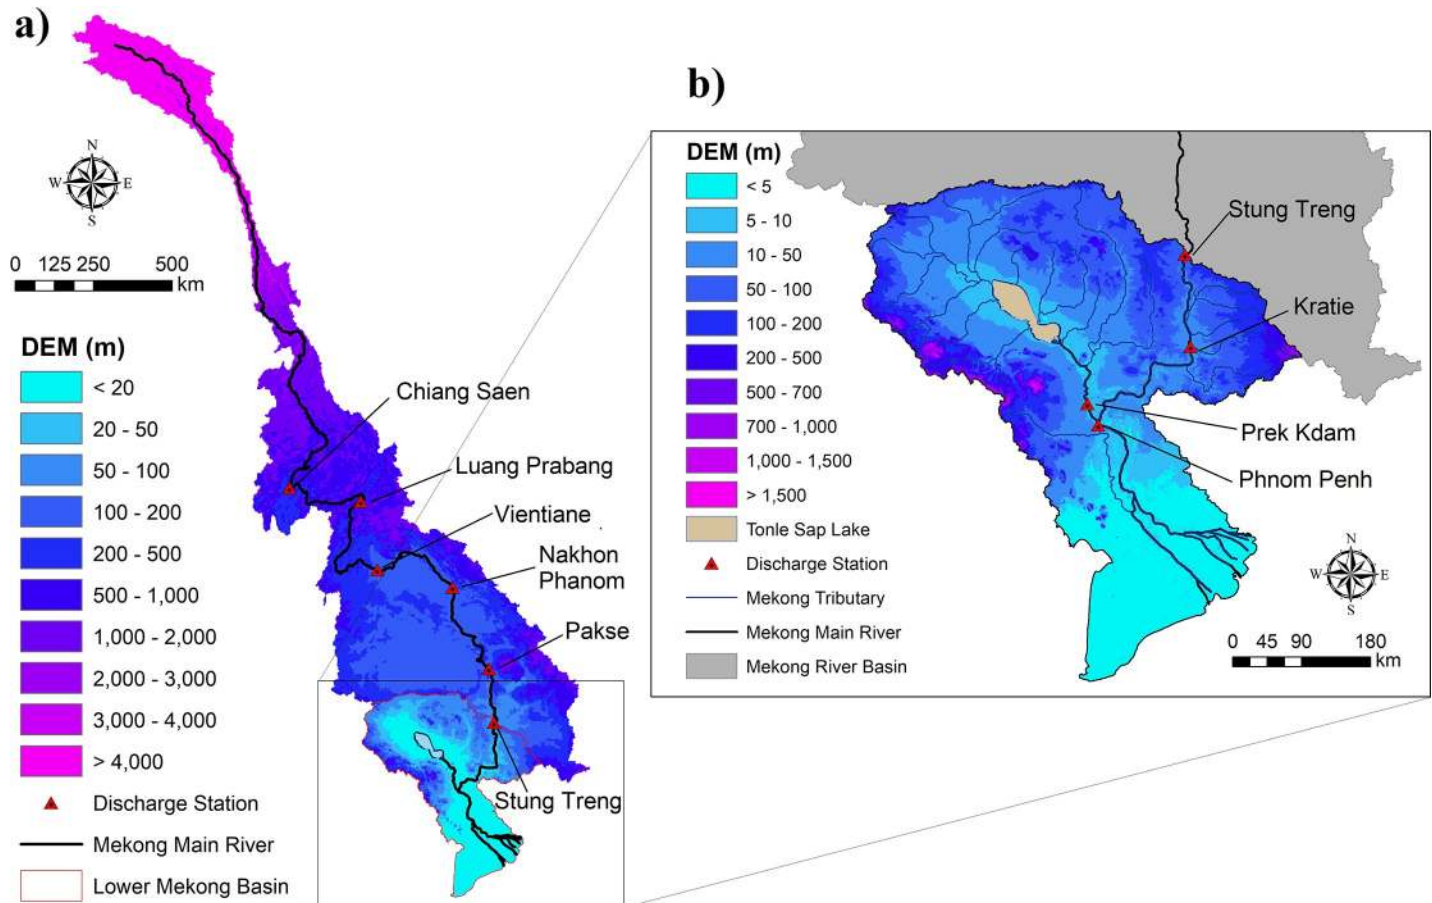 a)
N
W E
S
0 125 250 500
km
DEM (m)
< 20
20 - 50
50 - 100
100 - 200
200 - 500
500 - 1,000
1,000 - 2,000
2,000 - 3,000
3,000 - 4,000
> 4,000
Discharge Station
Mekong Main River
Lower Mekong Basin
Chiang Saen
Luang Prabang
Vientiane
Nakhon
Phanom
Pakse
Stung Treng
b)
DEM (m)
< 5
5 - 10
10 - 50
50 - 100
100 - 200
200 - 500
500 - 700
700 - 1,000
1,000 - 1,500
> 1,500
Tonle Sap Lake
Discharge Station
Mekong Tributary
Mekong Main River
Mekong River Basin
Stung Treng
Kratie
Prek Kdam
Phnom Penh
N
W E
S
0 45 90 180
km